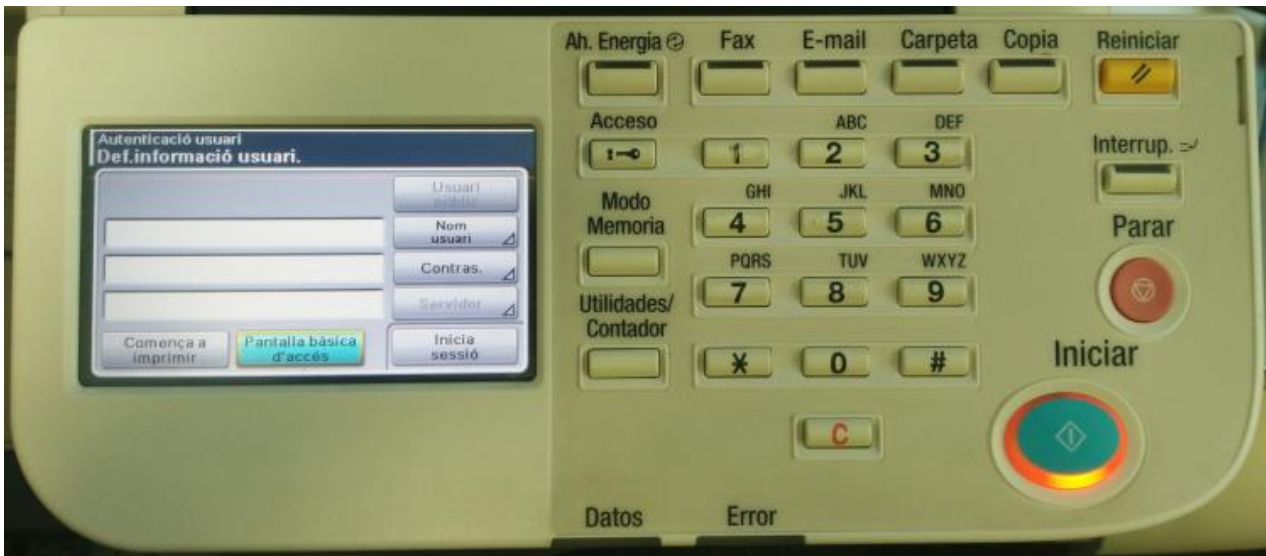 Ah. Energía
Fax
E-mail
Carpeta
Copia
Reiniciar
Autenticació usuari
Def.informació usuari.
Usuari
públic
Nom
usuari
Contras.
Servidor
Comença a
imprimir
Pantalla bàsica
d'accés
Inicia
sessió
Acceso
1
ABC
2
DEF
3
Interrup.
Modo
Memoria
GHI
4
JKL
5
MNO
6
Parar
Utilidades/
Contador
PQRS
7
TUV
8
WXYZ
9
Iniciar
*
0
#
C
Datos
Error